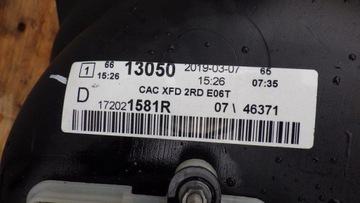 1 66 13050 2019-03-07 65
15:26 15:26 07:35
CAC XFD 2RD E06T
D 172021581R 07\ 46371